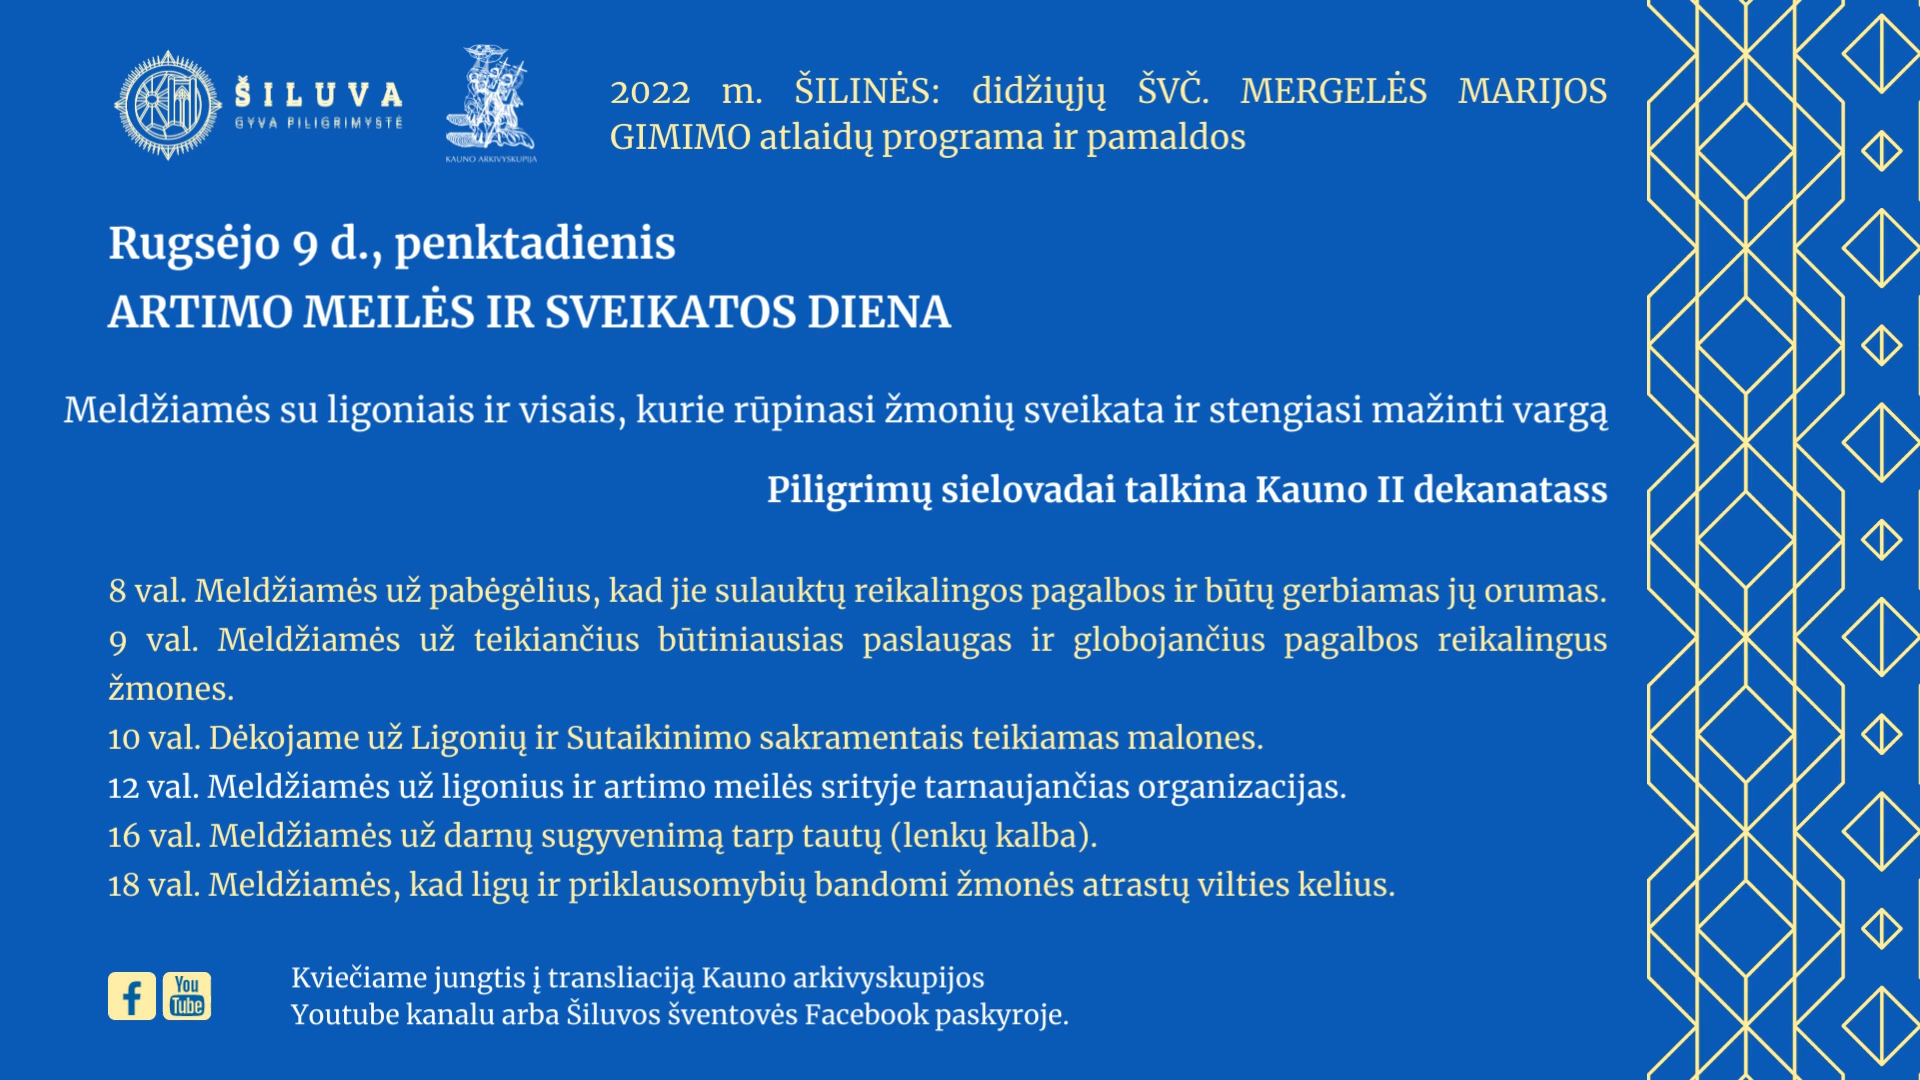 ŠILUVA
GYVA PILIGRIMYSTĖ
KAUNO ARKIVYSKUPIJA
2022 m. ŠILINĖS: didžiųjų ŠVČ. MERGELĖS MARIJOS
GIMIMO atlaidų programa ir pamaldos
Rugsėjo 9 d., penktadienis
ARTIMO MEILĖS IR SVEIKATOS DIENA
Meldžiamės su ligoniais ir visais, kurie rūpinasi žmonių sveikata ir stengiasi mažinti vargą
Piligrimų sielovadai talkina Kauno II dekanatass
8 val. Meldžiamės už pabėgėlius, kad jie sulauktų reikalingos pagalbos ir būtų gerbiamas jų orumas.
9 val. Meldžiamės už teikiančius būtiniausias paslaugas ir globojančius pagalbos reikalingus
žmones.
10 val. Dėkojame už Ligonių ir Sutaikinimo sakramentais teikiamas malones.
12 val. Meldžiamės už ligonius ir artimo meilės srityje tarnaujančias organizacijas.
16 val. Meldžiamės už darnų sugyvenimą tarp tautų (lenkų kalba).
18 val. Meldžiamės, kad ligų ir priklausomybių bandomi žmonės atrastų vilties kelius.
f
You
Tube
Kviečiame jungtis į transliaciją Kauno arkivyskupijos
Youtube kanalu arba Šiluvos šventovės Facebook paskyroje.